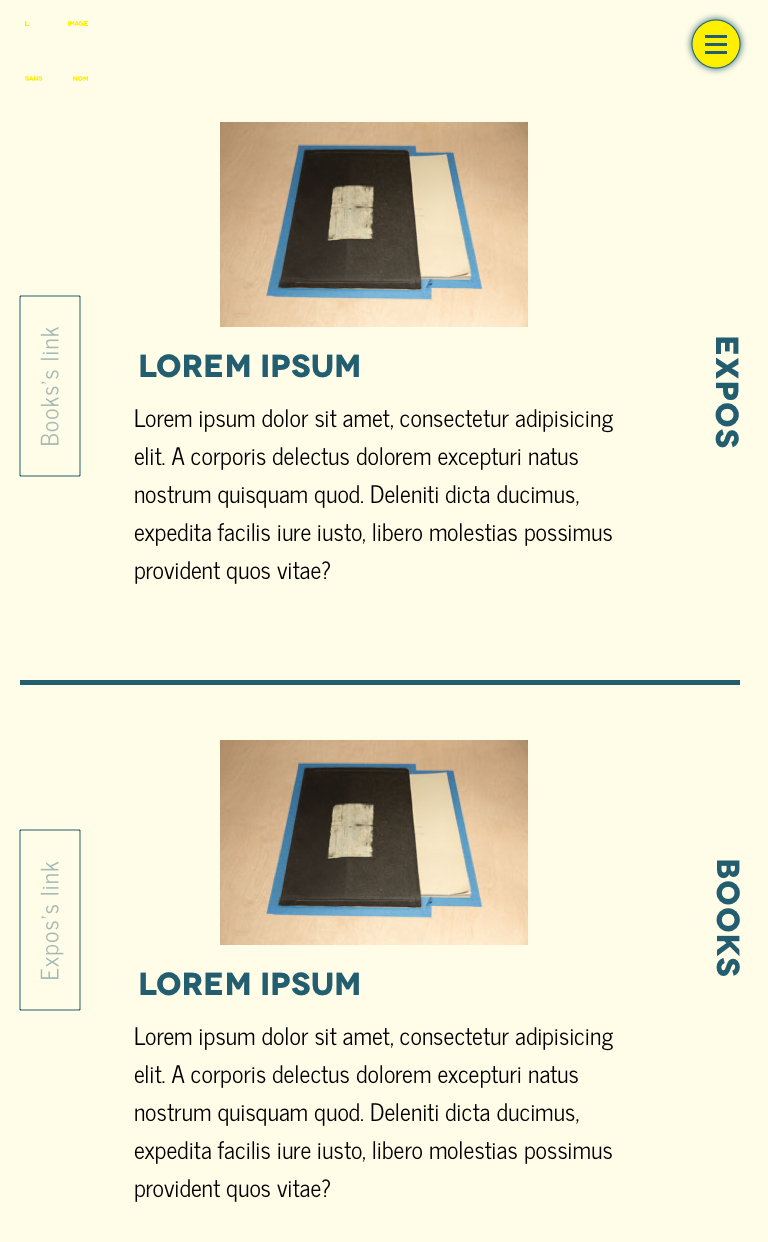 L' IMAGE
SANS NOM
LOREM IPSUM
Lorem ipsum dolor sit amet, consectetur adipisicing
elit. A corporis delectus dolorem excepturi natus
nostrum quisquam quod. Deleniti dicta ducimus,
expedita facilis iure iusto, libero molestias possimus
provident quos vitae?
Books's link
EXPOS
LOREM IPSUM
Lorem ipsum dolor sit amet, consectetur adipisicing
elit. A corporis delectus dolorem excepturi natus
nostrum quisquam quod. Deleniti dicta ducimus,
expedita facilis iure iusto, libero molestias possimus
provident quos vitae?
Expos's link
BOOKS